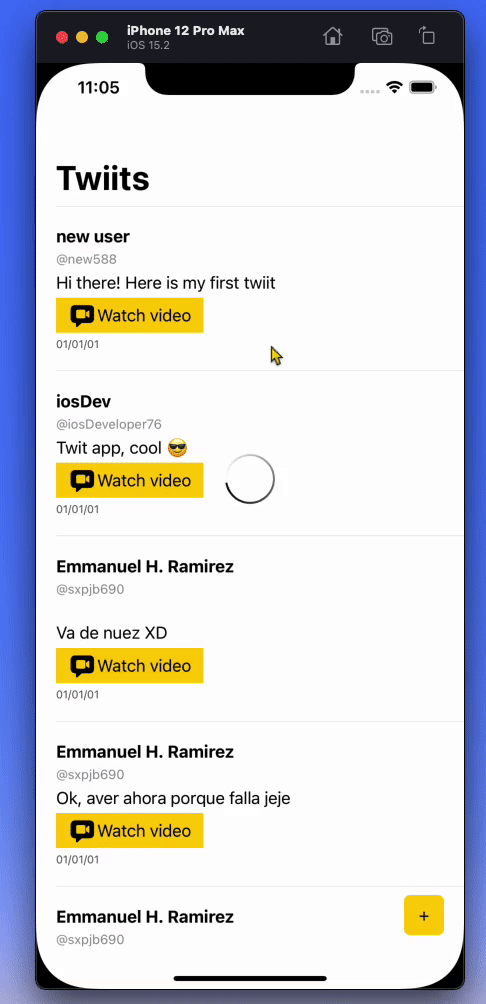 iPhone 12 Pro Max
iOS 15.2
11:05
Twiits
new user
@new588
Hi there! Here is my first twiit
Watch video
01/01/01
iosDev
@iosDeveloper76
Twit app, cool 😎
Watch video
01/01/01
Emmanuel H. Ramirez
@sxpjb690
Va de nuez XD
Watch video
01/01/01
Emmanuel H. Ramirez
@sxpjb690
Ok, aver ahora porque falla jeje
Watch video
01/01/01
Emmanuel H. Ramirez
@sxpjb690
+